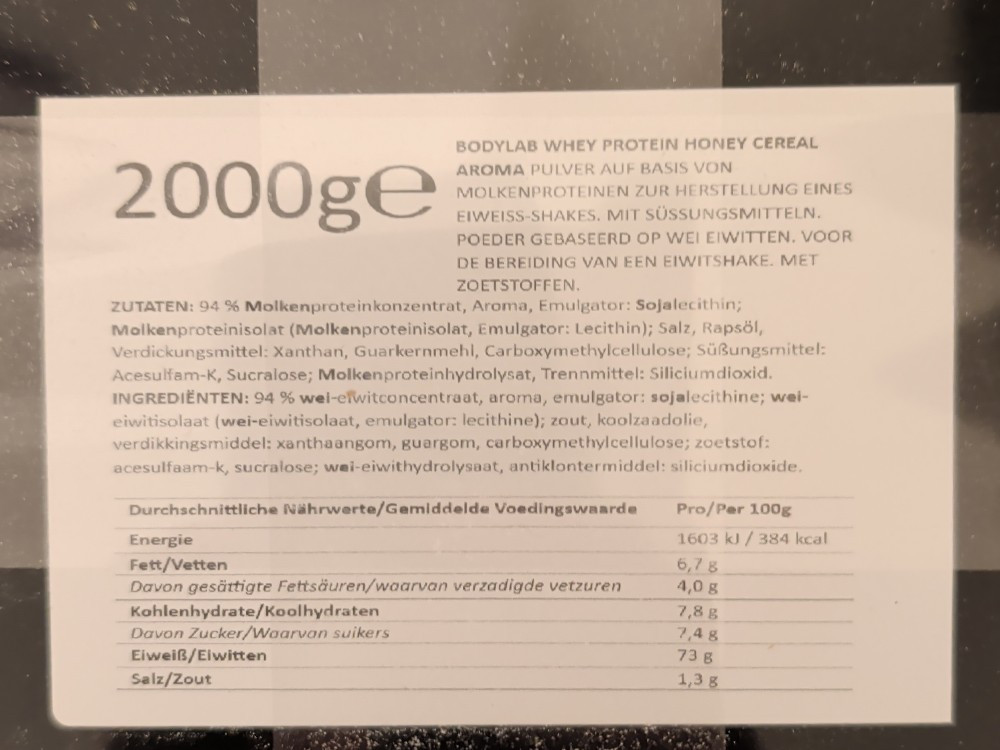 2000g℮
BODYLAB WHEY PROTEIN HONEY CEREAL
AROMA PULVER AUF BASIS VON
MOLKENPROTEINEN ZUR HERSTELLUNG EINES
EIWEISS-SHAKES. MIT SÜSSUNGSMITTELN.
POEDER GEBASEERD OP WEI EIWITTEN. VOOR
DE BEREIDING VAN EEN EIWITSHAKE. MET
ZOETSTOFFEN.
ZUTATEN: 94 % Molkenproteinkonzentrat, Aroma, Emulgator: Sojalecithin;
Molkenproteinisolat (Molkenproteinisolat, Emulgator: Lecithin); Salz, Rapsöl,
Verdickungsmittel: Xanthan, Guarkernmehl, Carboxymethylcellulose; Süßungsmittel:
Acesulfam-K, Sucralose; Molkenproteinhydrolysat, Trennmittel: Siliciumdioxid.
INGREDIËNTEN: 94 % wei-eiwitconcentraat, aroma, emulgator: sojalecithine; wei-
eiwitisolaat (wei-eiwitisolaat, emulgator: lecithine); zout, koolzaadolie,
verdikkingsmiddel: xanthaangom, guargom, carboxymethylcellulose; zoetstof:
acesulfaam-k, sucralose; wei-eiwithydrolysaat, antiklontermiddel: siliciumdioxide.
Durchschnittliche Nährwerte/Gemiddelde Voedingswaarde Pro/Per 100g
Energie 1603 kJ / 384 kcal
Fett/Vetten 6,7 g
Davon gesättigte Fettsäuren/waarvan verzadigde vetzuren 4,0 g
Kohlenhydrate/Koolhydraten 7,8 g
Davon Zucker/Waarvan suikers 7,4 g
Eiweiß/Eiwitten 73 g
Salz/Zout 1,3 g